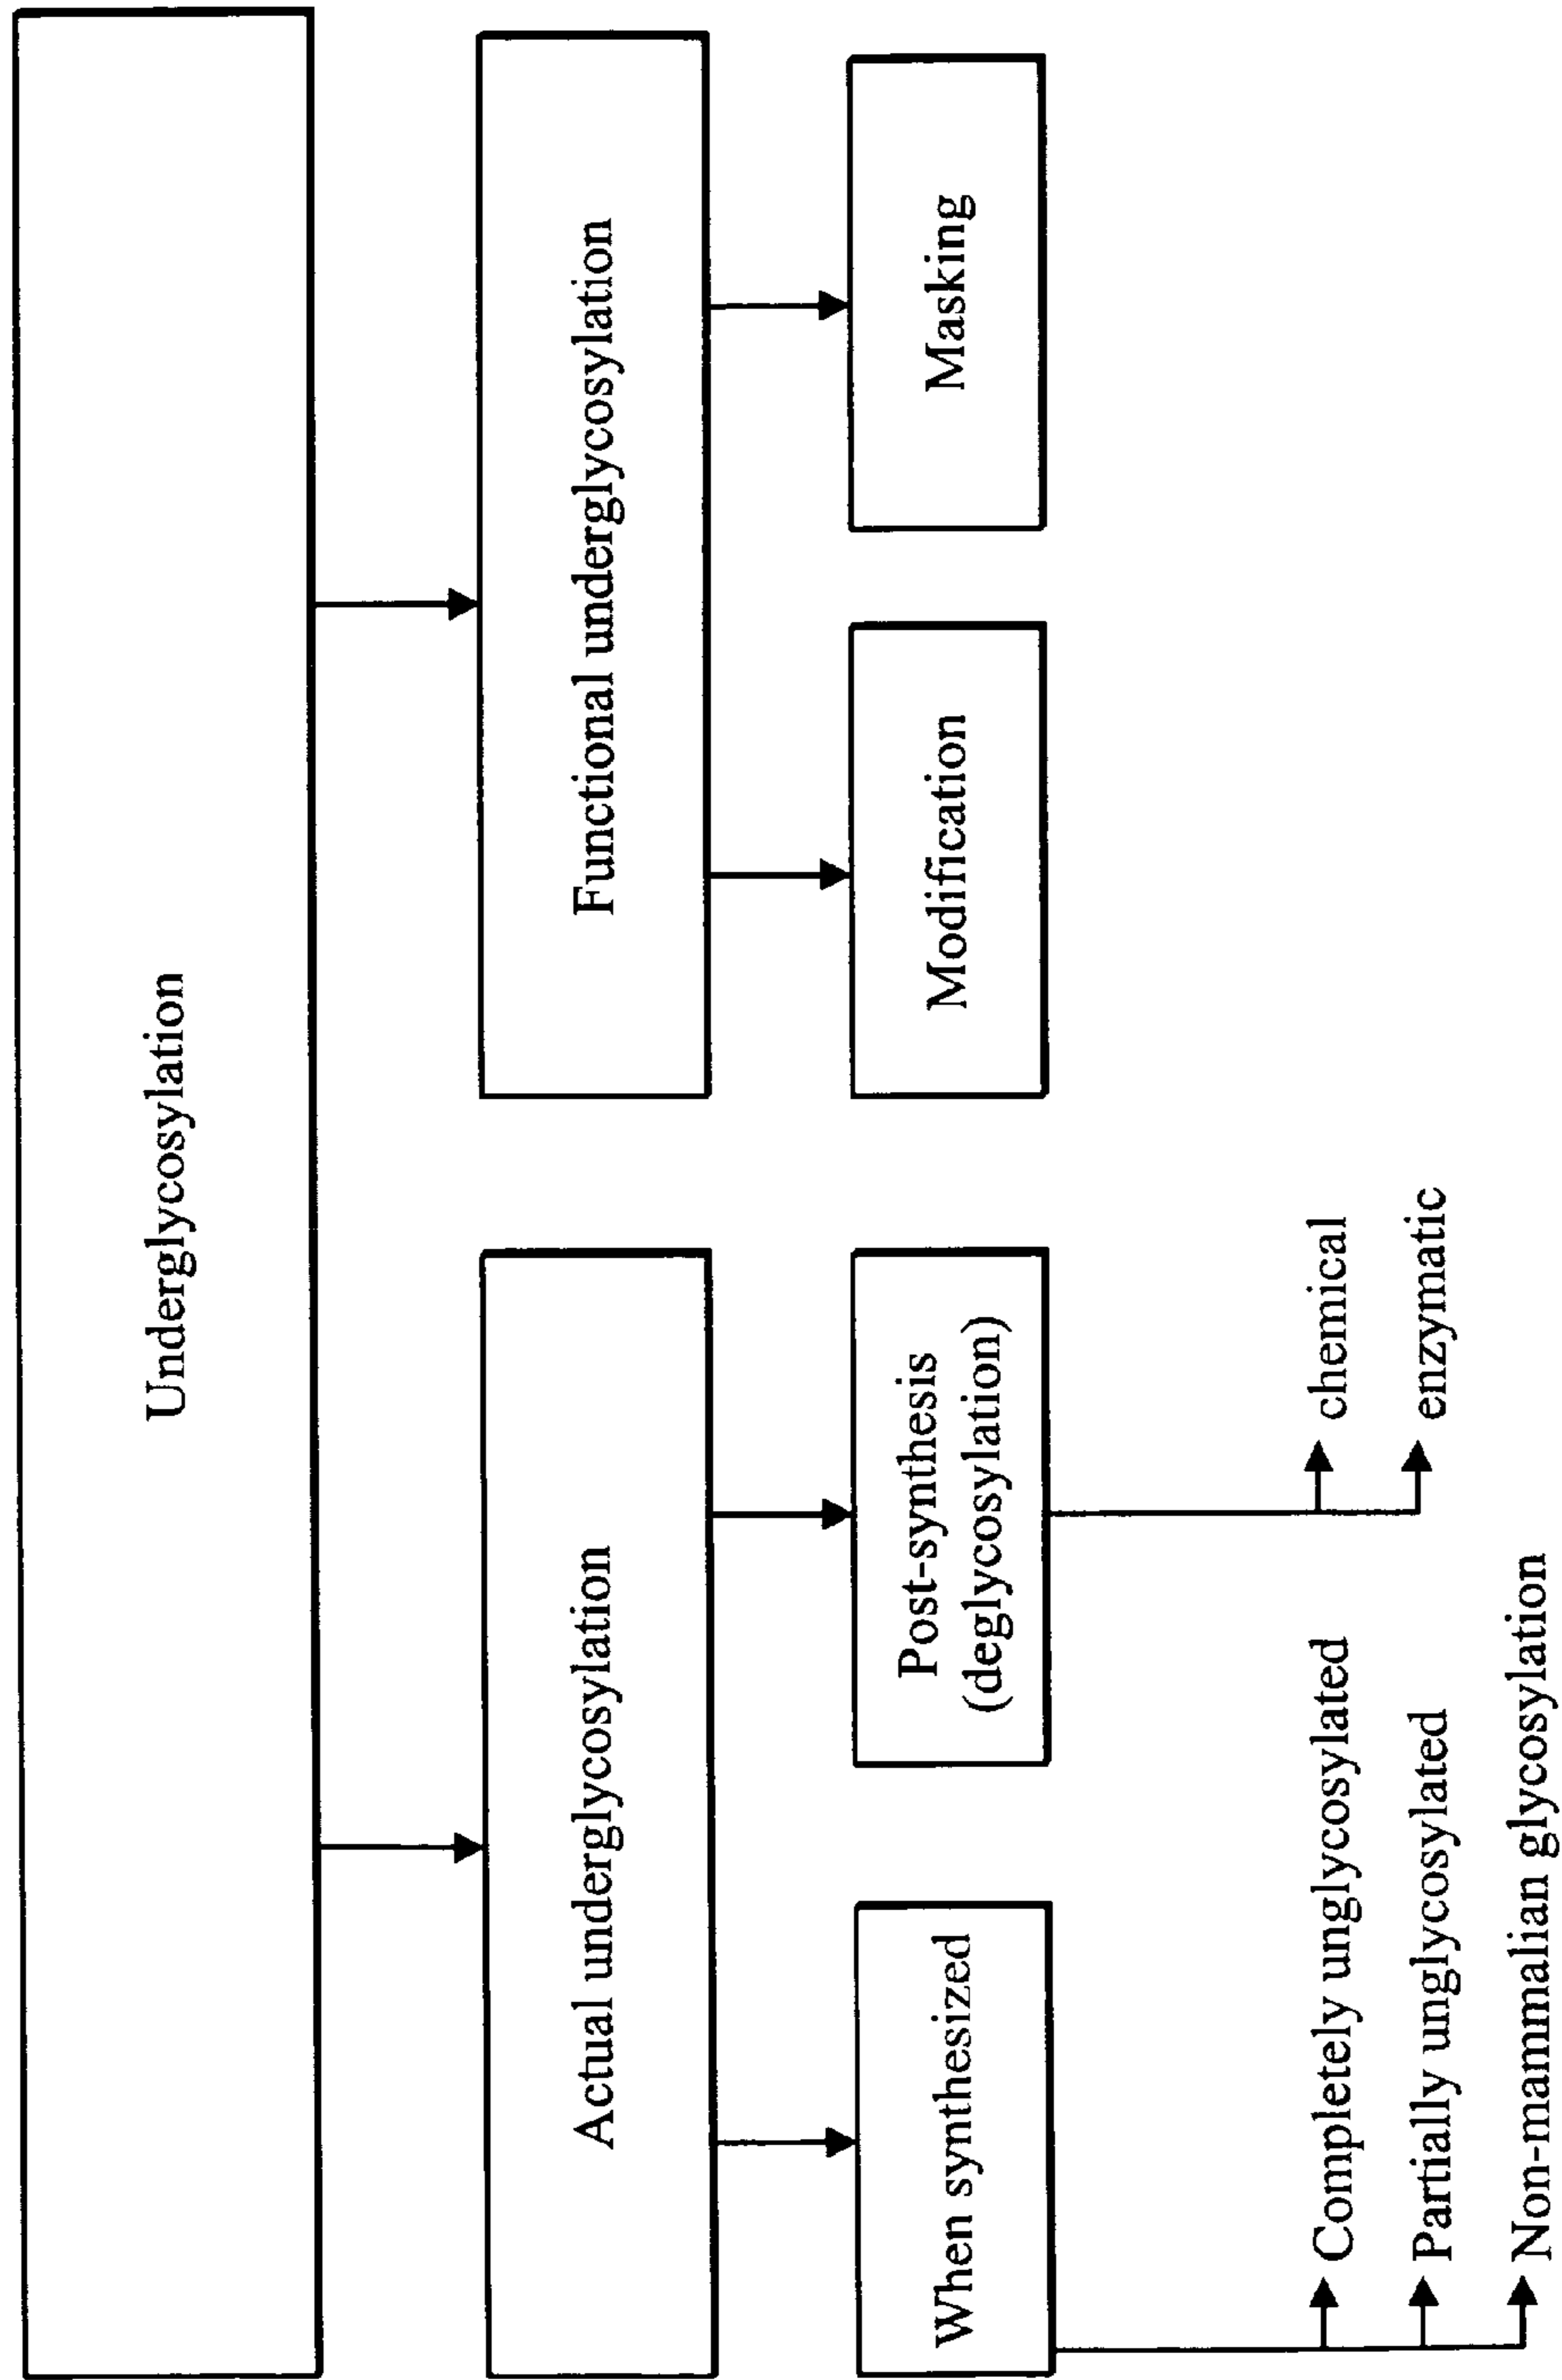 Underglycosylation
Actual underglycosylation
Functional underglycosylation
When synthesized
Post-synthesis
(deglycosylation)
Modification
Masking
Completely unglycosylated
Partially unglycosylated
Non-mammalian glycosylation
chemical
enzymatic